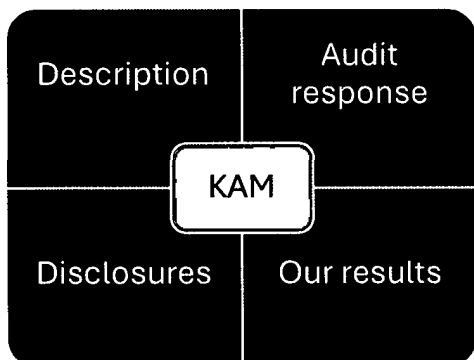 Description
Audit
response
KAM
Disclosures
Our results